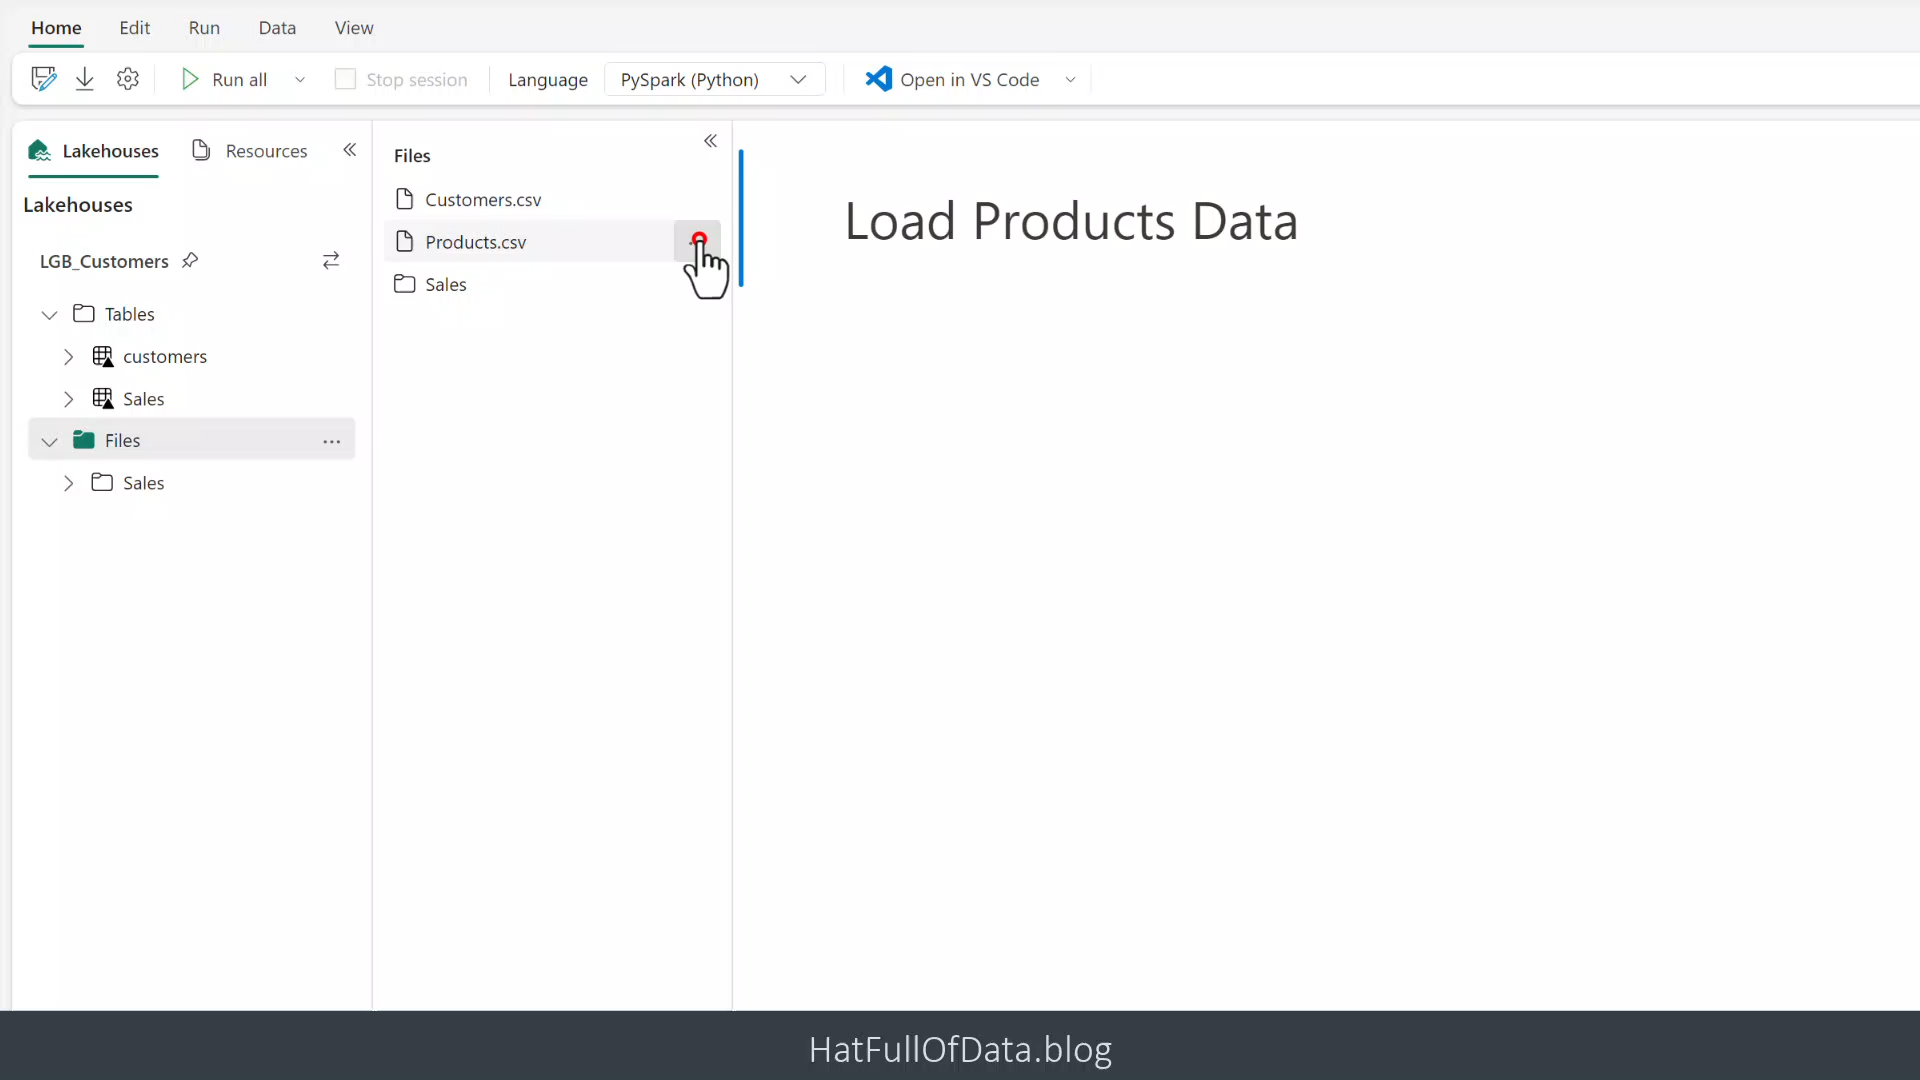 Home Edit Run Data View
Run all Stop session Language PySpark (Python) Open in VS Code
Lakehouses Resources
Lakehouses
LGB_Customers
Tables
customers
Sales
Files
Sales
Files
Customers.csv
Products.csv
Sales
Load Products Data
HatFullOfData.blog